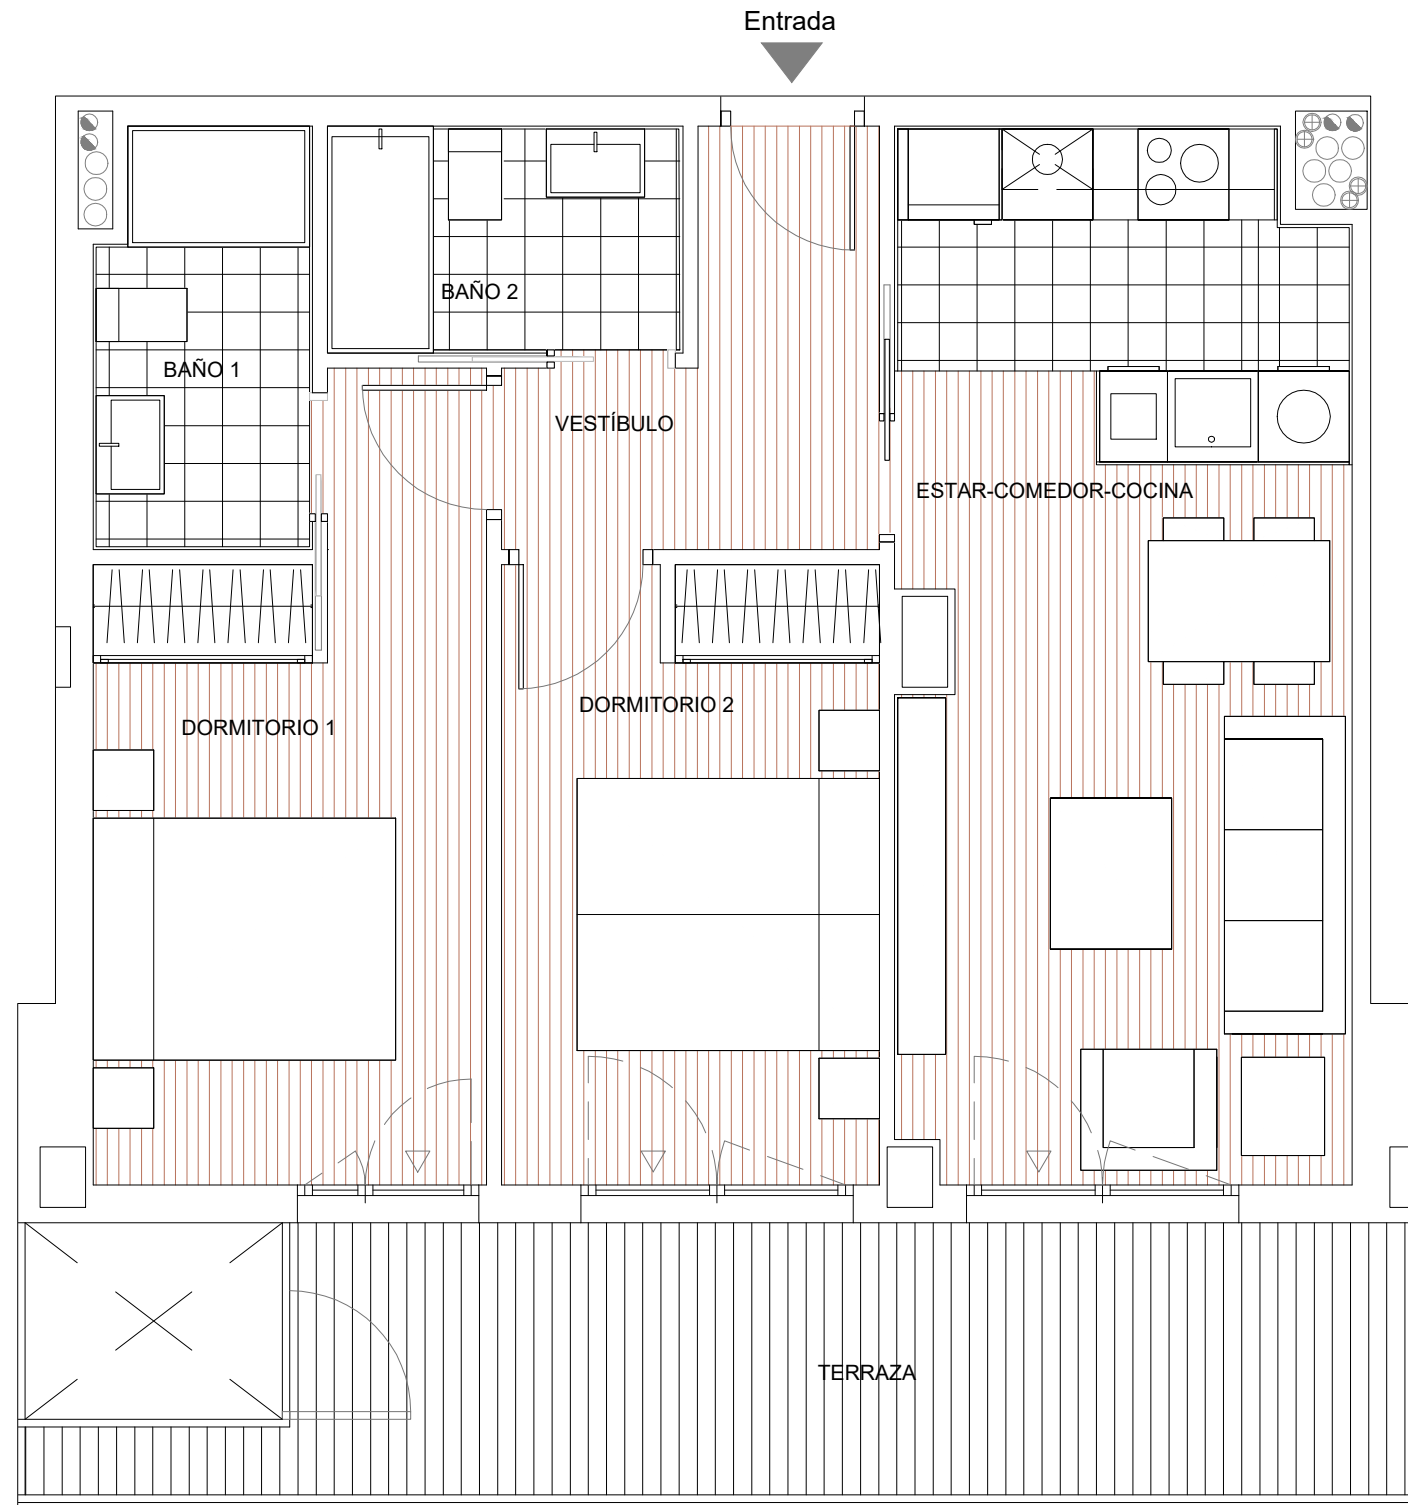 Entrada
BAÑO 2
BAÑO 1
VESTÍBULO
ESTAR-COMEDOR-COCINA
DORMITORIO 2
DORMITORIO 1
TERRAZA